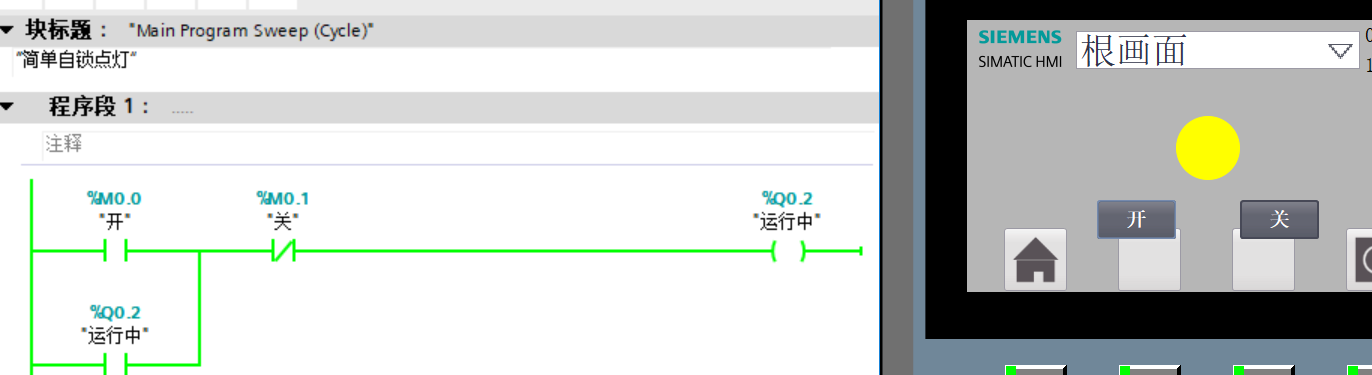 块标题： "Main Program Sweep (Cycle)"
"简单自锁点灯"
程序段 1： .....
注释
%M0.0
"开"
%M0.1
"关"
%Q0.2
"运行中"
%Q0.2
"运行中"
SIEMENS
SIMATIC HMI
根画面
开
关